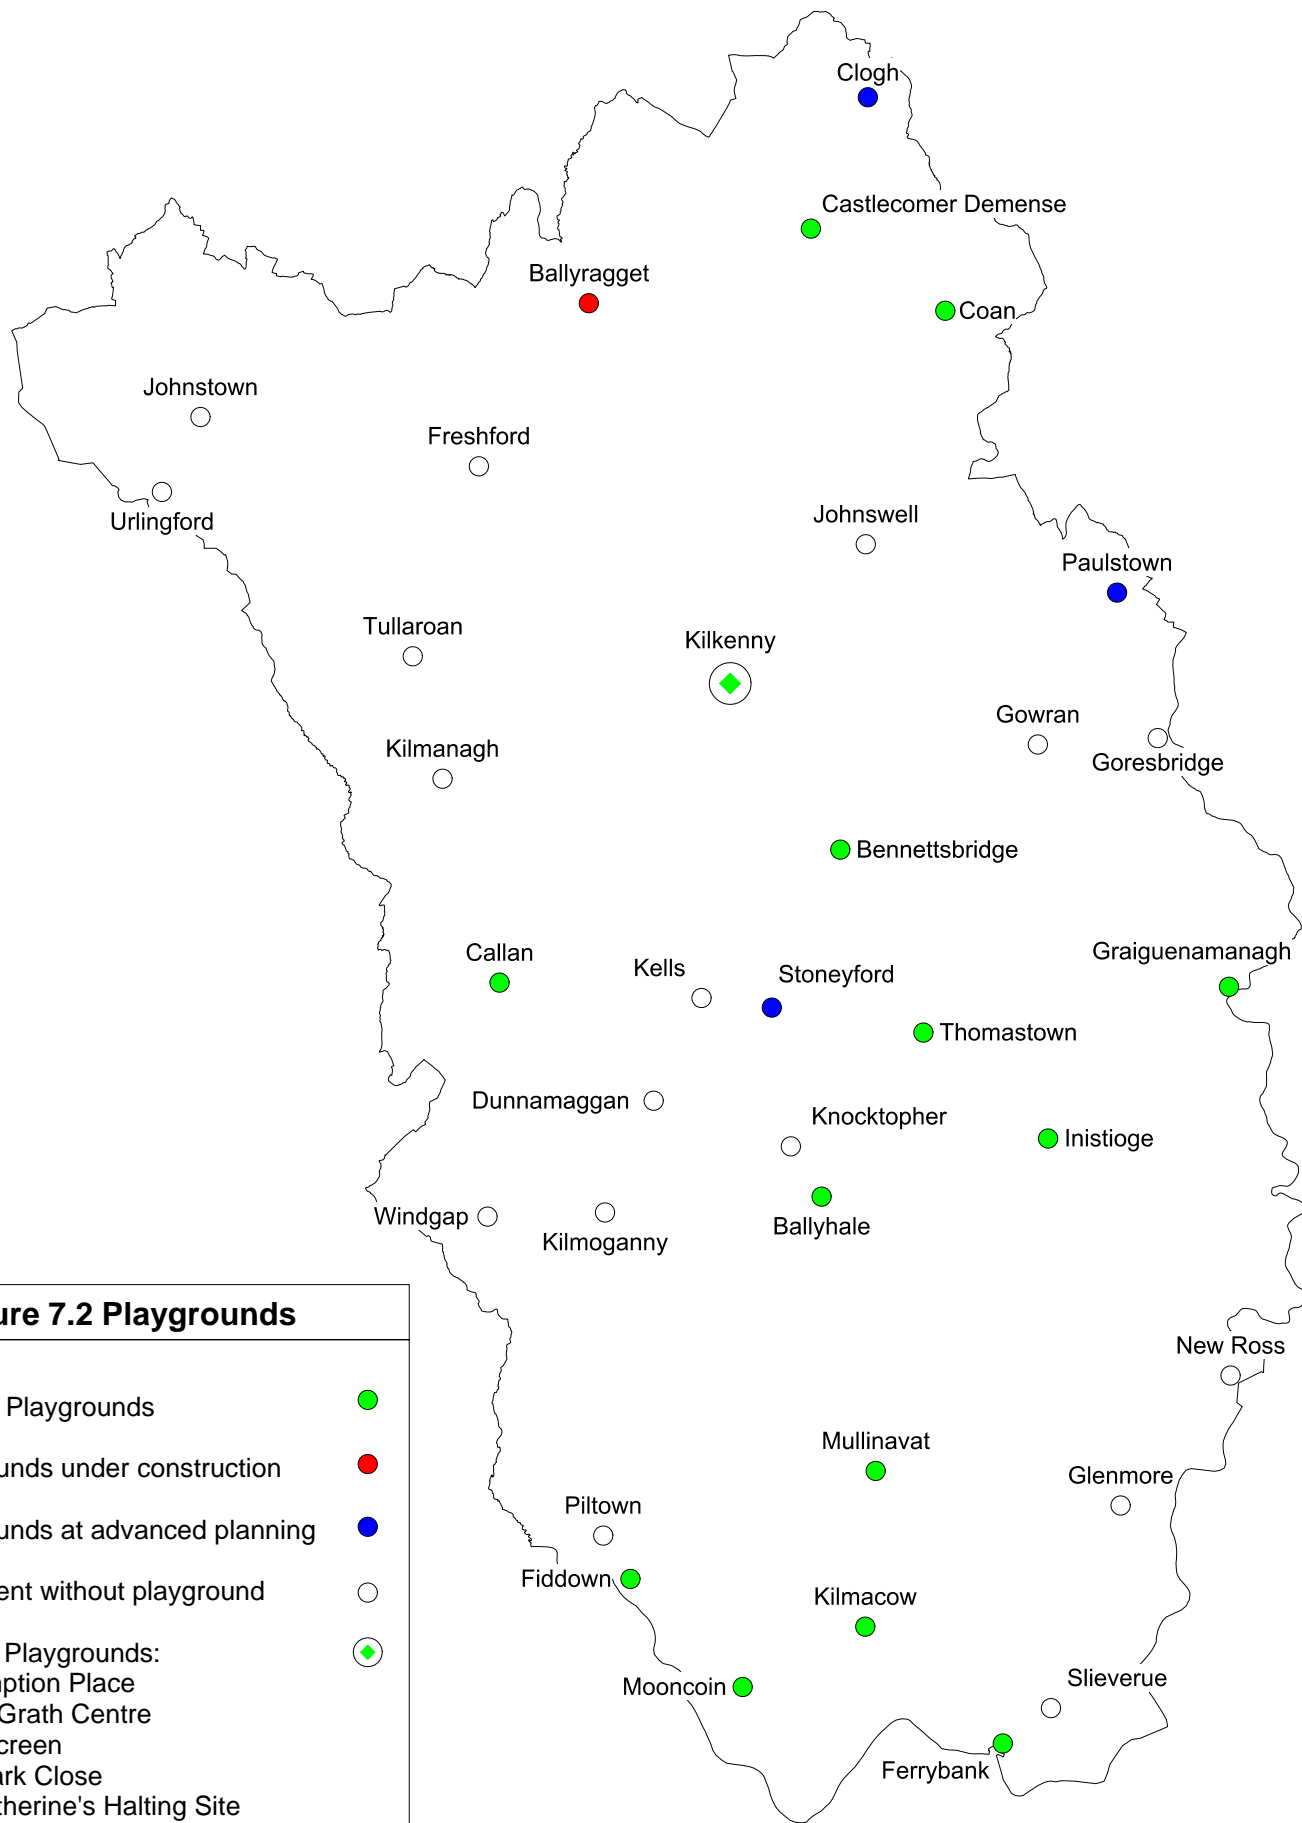 Clogh
Castlecomer Demense
Ballyragget
Coan
Johnstown
Freshford
Urlingford
Johnswell
Paulstown
Tullaroan
Kilkenny
Gowran
Kilmanagh
Goresbridge
Bennettsbridge
Callan
Graiguenamanagh
Kells
Stoneyford
Thomastown
Dunnamaggan
Knocktopher
Inistioge
Windgap
Ballyhale
Kilmoganny
ure 7.2 Playgrounds
New Ross
Playgrounds
Mullinavat
unds under construction
Glenmore
Piltown
unds at advanced planning
Fiddown
ent without playground
Kilmacow
Playgrounds:
Slieverue
ption Place
Mooncoin
Grath Centre
creen
Ferrybank
ark Close
therine's Halting Site